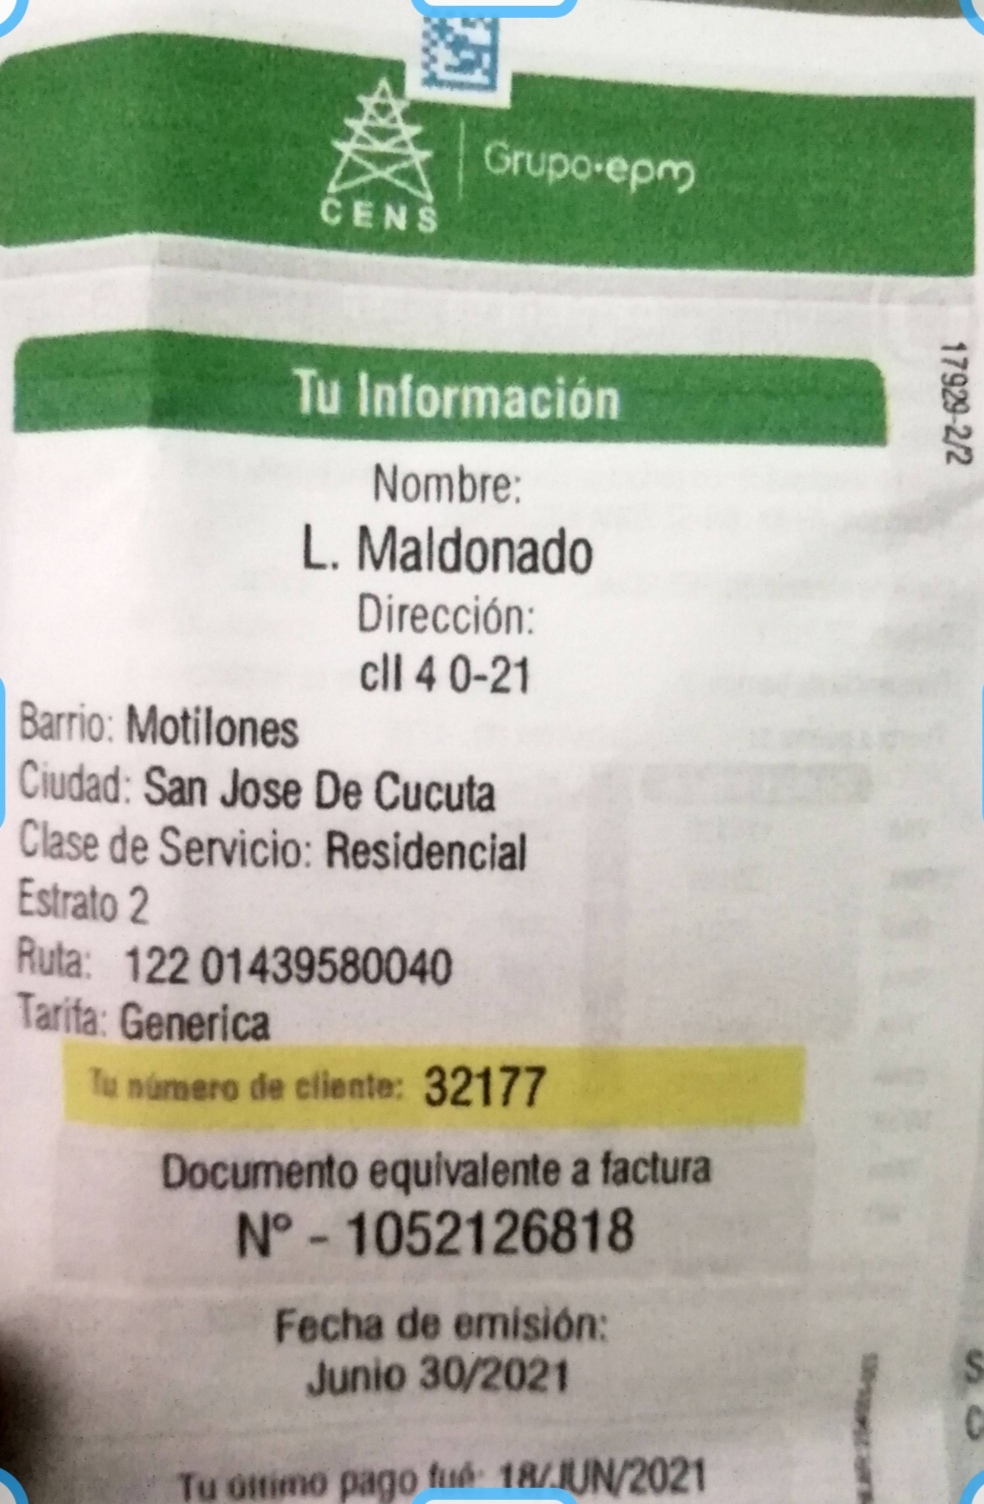 CENS
Grupo·epm
17929-2/2
Tu Información
Nombre:
L. Maldonado
Dirección:
cll 4 0-21
Barrio: Motilones
Ciudad: San Jose De Cucuta
Clase de Servicio: Residencial
Estrato 2
Ruta: 122 01439580040
Tarifa: Generica
Tu número de cliente: 32177
Documento equivalente a factura
N° - 1052126818
Fecha de emisión:
Junio 30/2021
Tu último pago fué: 18/JUN/2021